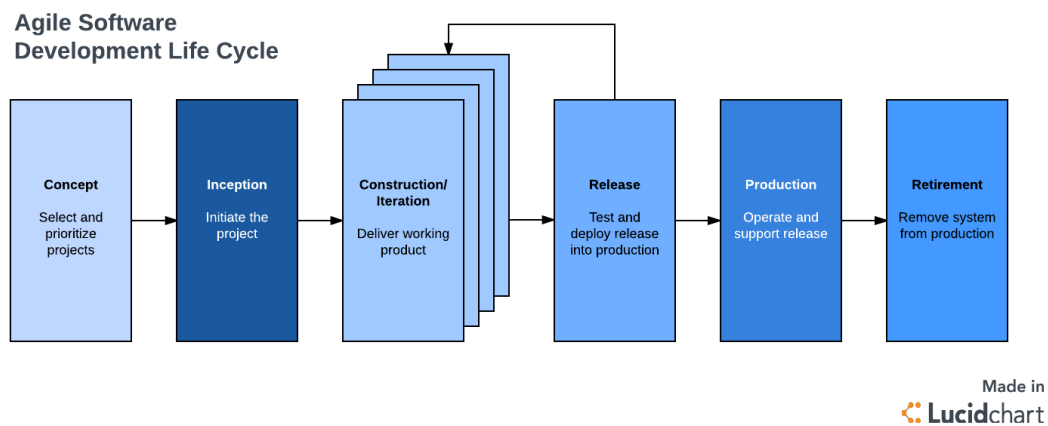 Agile Software
Development Life Cycle
Concept
Select and
prioritize
projects
Inception
Initiate the
project
Construction/
Iteration
Deliver working
product
Release
Test and
deploy release
into production
Production
Operate and
support release
Retirement
Remove system
from production
Made in
Lucidchart